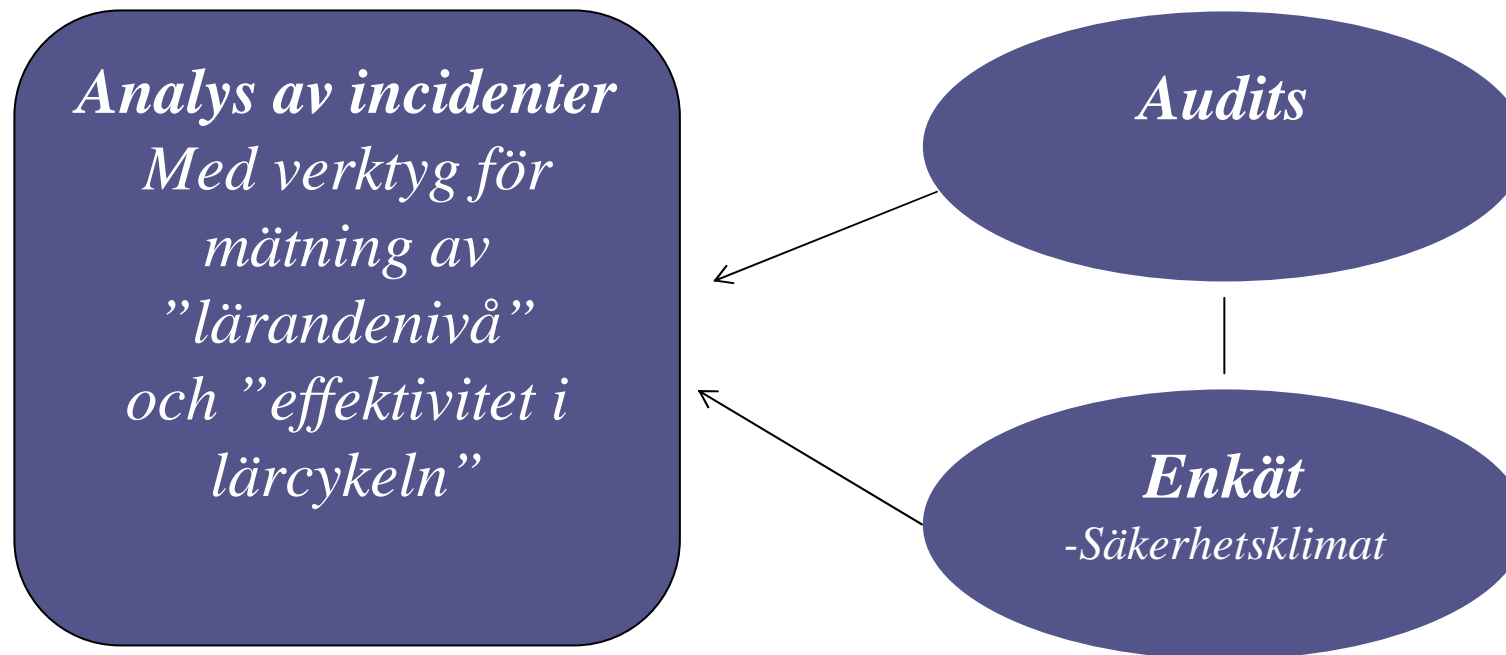 Analys av incidenter
Med verktyg för
mätning av
”lärandenivå”
och ”effektivitet i
lärcykeln”
Audits
Enkät
-Säkerhetsklimat